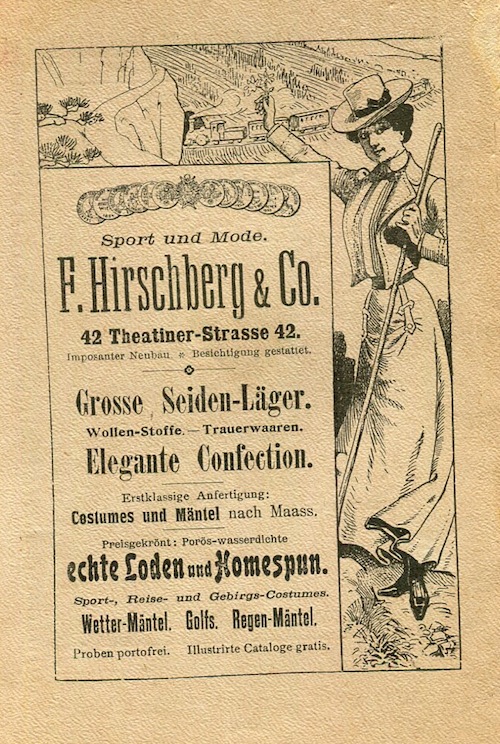 Sport und Mode.
F. Hirschberg & Co.
42 Theatiner-Strasse 42.
Imposanter Neubau * Besichtigung gestattet.
Grosse Seiden-Läger.
Wollen-Stoffe. — Trauerwaaren.
Elegante Confection.
Erstklassige Anfertigung:
Costumes und Mäntel nach Maass.
Preisgekrönt: Porös-wasserdichte
echte Loden und Homespun.
Sport-, Reise- und Gebirgs-Costumes.
Wetter-Mäntel. Golfs. Regen-Mäntel.
Proben portofrei. Illustrirte Cataloge gratis.